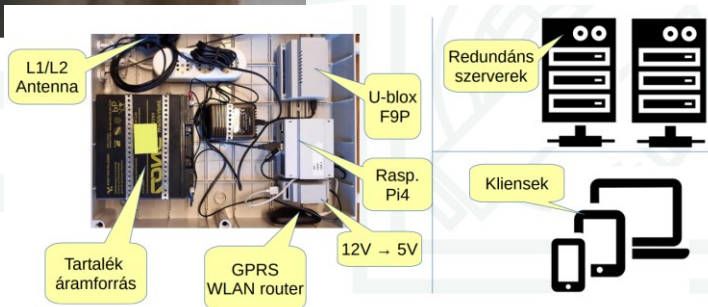 L1/L2
Antenna
U-blox
F9P
Rasp.
Pi4
12V → 5V
GPRS
WLAN router
Tartalék
áramforrás
Redundáns
szerverek
Kliensek